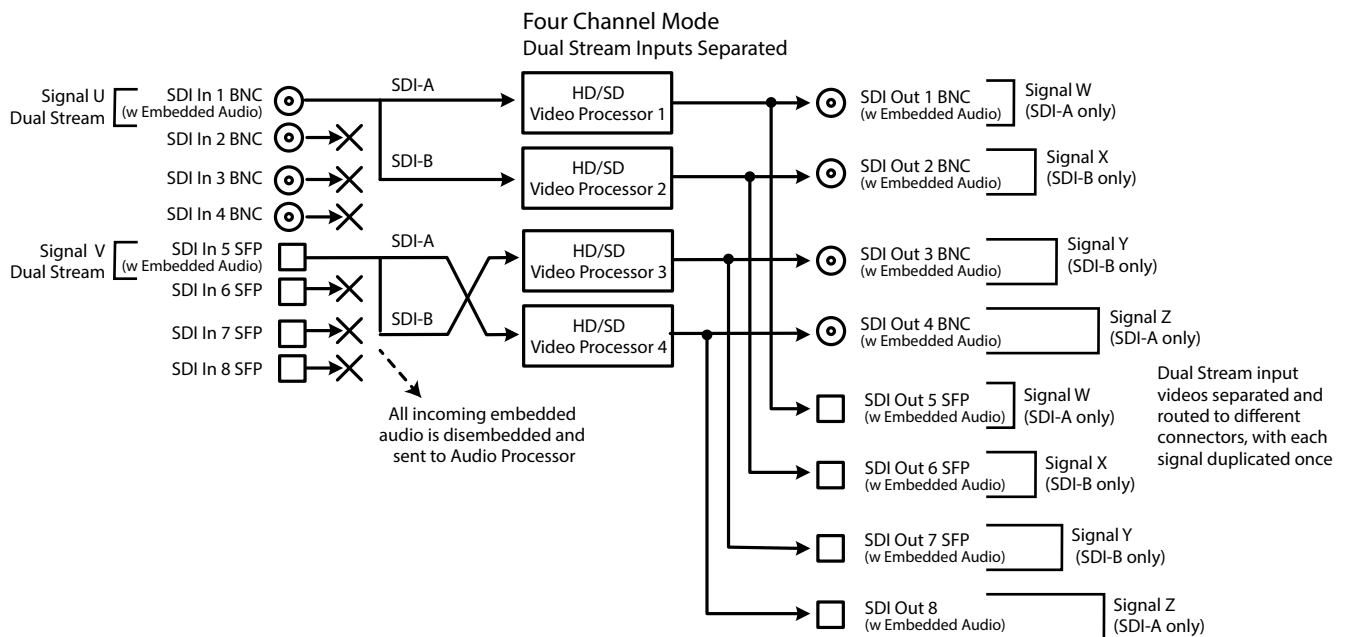 Four Channel Mode
Dual Stream Inputs Separated
Signal U
Dual Stream
SDI In 1 BNC
(w Embedded Audio)
SDI In 2 BNC
SDI In 3 BNC
SDI In 4 BNC
Signal V
Dual Stream
SDI In 5 SFP
(w Embedded Audio)
SDI In 6 SFP
SDI In 7 SFP
SDI In 8 SFP
SDI-A
SDI-B
SDI-A
SDI-B
All incoming embedded
audio is disembedded and
sent to Audio Processor
HD/SD
Video Processor 1
HD/SD
Video Processor 2
HD/SD
Video Processor 3
HD/SD
Video Processor 4
SDI Out 1 BNC
(w Embedded Audio)
Signal W
(SDI-A only)
SDI Out 2 BNC
(w Embedded Audio)
Signal X
(SDI-B only)
SDI Out 3 BNC
(w Embedded Audio)
Signal Y
(SDI-B only)
SDI Out 4 BNC
(w Embedded Audio)
Signal Z
(SDI-A only)
SDI Out 5 SFP
(w Embedded Audio)
Signal W
(SDI-A only)
SDI Out 6 SFP
(w Embedded Audio)
Signal X
(SDI-B only)
SDI Out 7 SFP
(w Embedded Audio)
Signal Y
(SDI-B only)
SDI Out 8
(w Embedded Audio)
Signal Z
(SDI-A only)
Dual Stream input
videos separated and
routed to different
connectors, with each
signal duplicated once